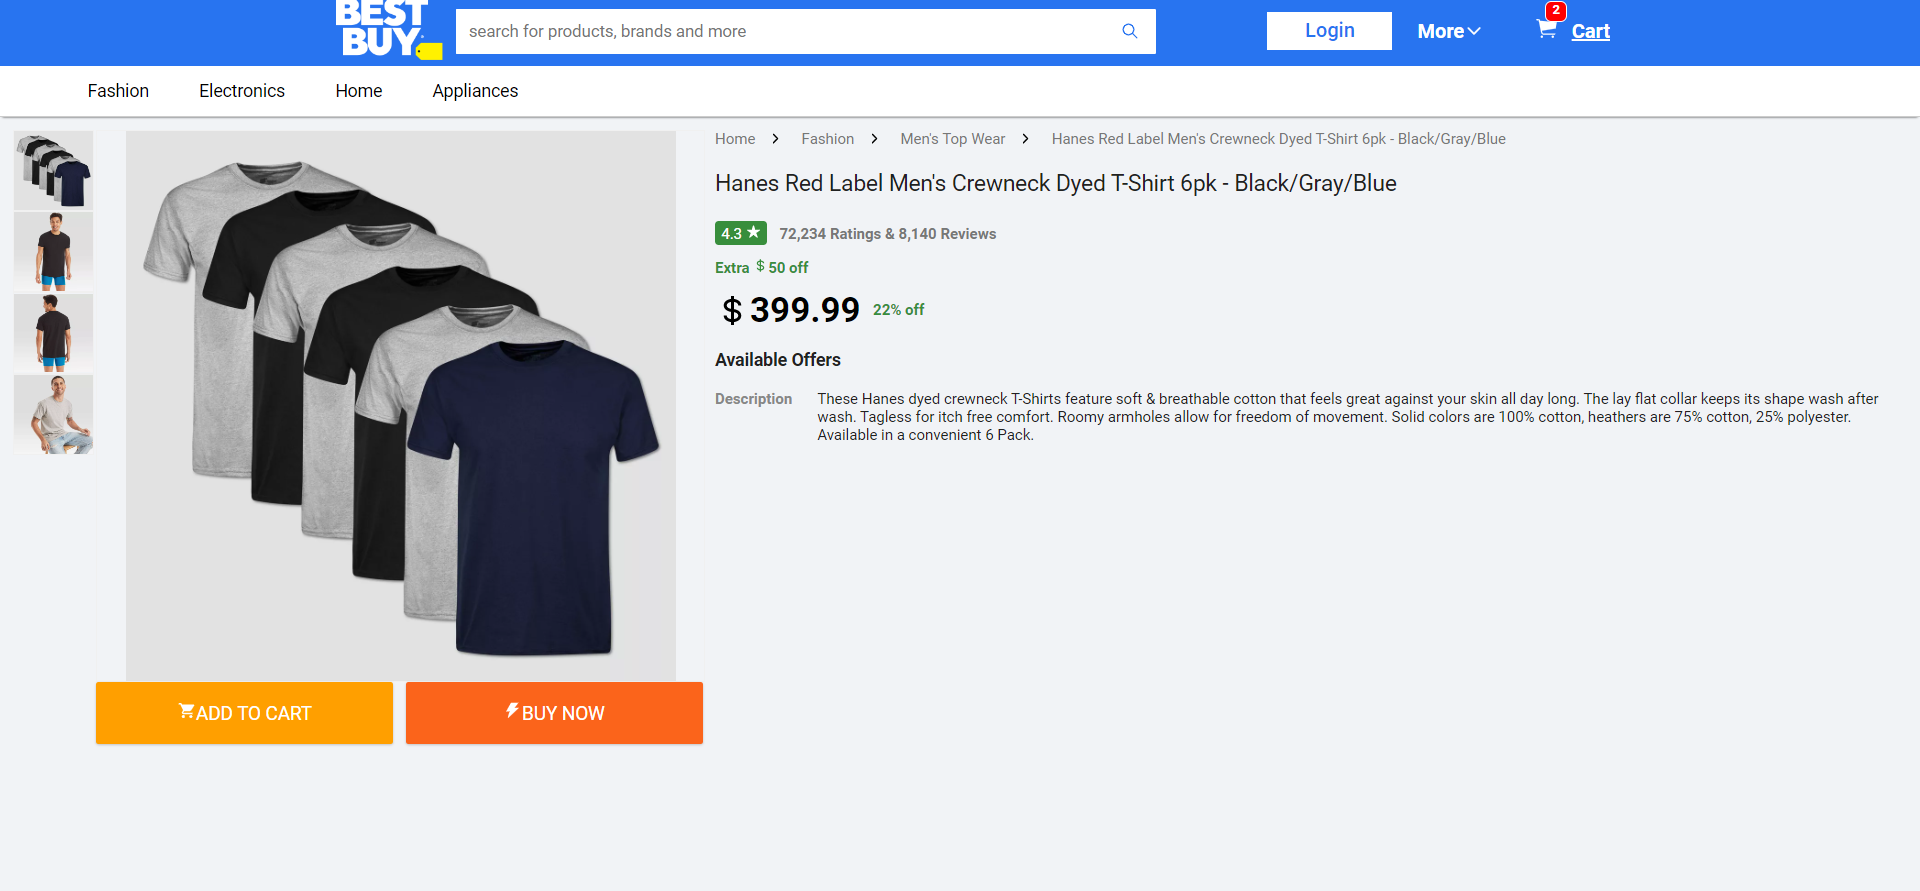 BEST
BUY
search for products, brands and more
Login
More
2
Cart
Fashion
Electronics
Home
Appliances
Home
Fashion
Men's Top Wear
Hanes Red Label Men's Crewneck Dyed T-Shirt 6pk - Black/Gray/Blue
Hanes Red Label Men's Crewneck Dyed T-Shirt 6pk - Black/Gray/Blue
4.3 ★ 72,234 Ratings & 8,140 Reviews
Extra $ 50 off
$ 399.99 22% off
Available Offers
Description
These Hanes dyed crewneck T-Shirts feature soft & breathable cotton that feels great against your skin all day long. The lay flat collar keeps its shape wash after
wash. Tagless for itch free comfort. Roomy armholes allow for freedom of movement. Solid colors are 100% cotton, heathers are 75% cotton, 25% polyester.
Available in a convenient 6 Pack.
ADD TO CART
BUY NOW